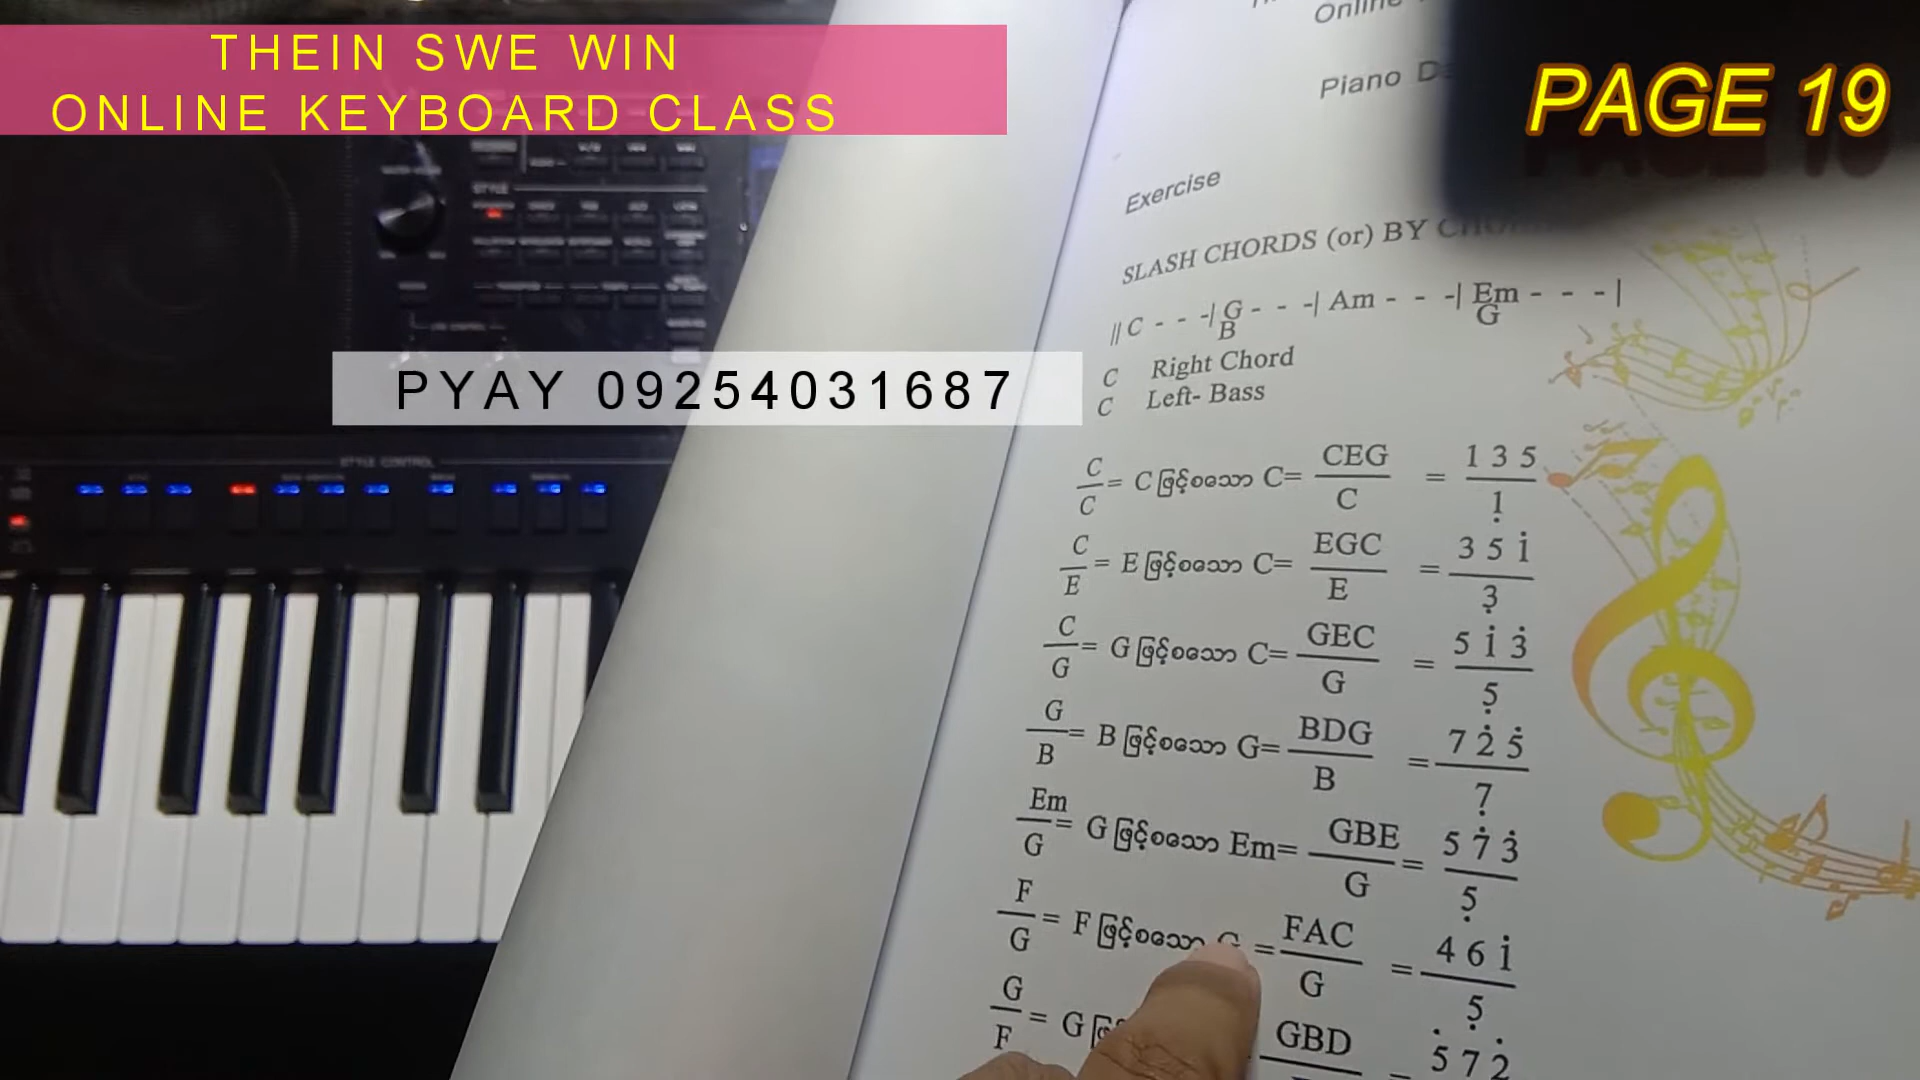 THEIN SWE WIN
ONLINE KEYBOARD CLASS
PAGE 19
PYAY 09254031687
Online
Piano
Exercise
SLASH CHORDS (or) BY
|| C - - -| G - - -| Am - - -| Em - - - |
B G
C Right Chord
C Left- Bass
C/C = C ဖြင့်စသော C= CEG/C = 1 3 5/1̣
C/E = E ဖြင့်စသော C= EGC/E = 3 5 1̇/3̣
C/G = G ဖြင့်စသော C= GEC/G = 5 1̇ 3̇/5̣
G/B = B ဖြင့်စသော G= BDG/B = 7 2̇ 5̇/7̣
Em/G = G ဖြင့်စသော Em= GBE/G = 5 7̇ 3̇/5̣
F/G = F ဖြင့်စသော G = FAC/G = 4 6 1̇/5̣
G/F = G GBD = 5̇ 7 2̇